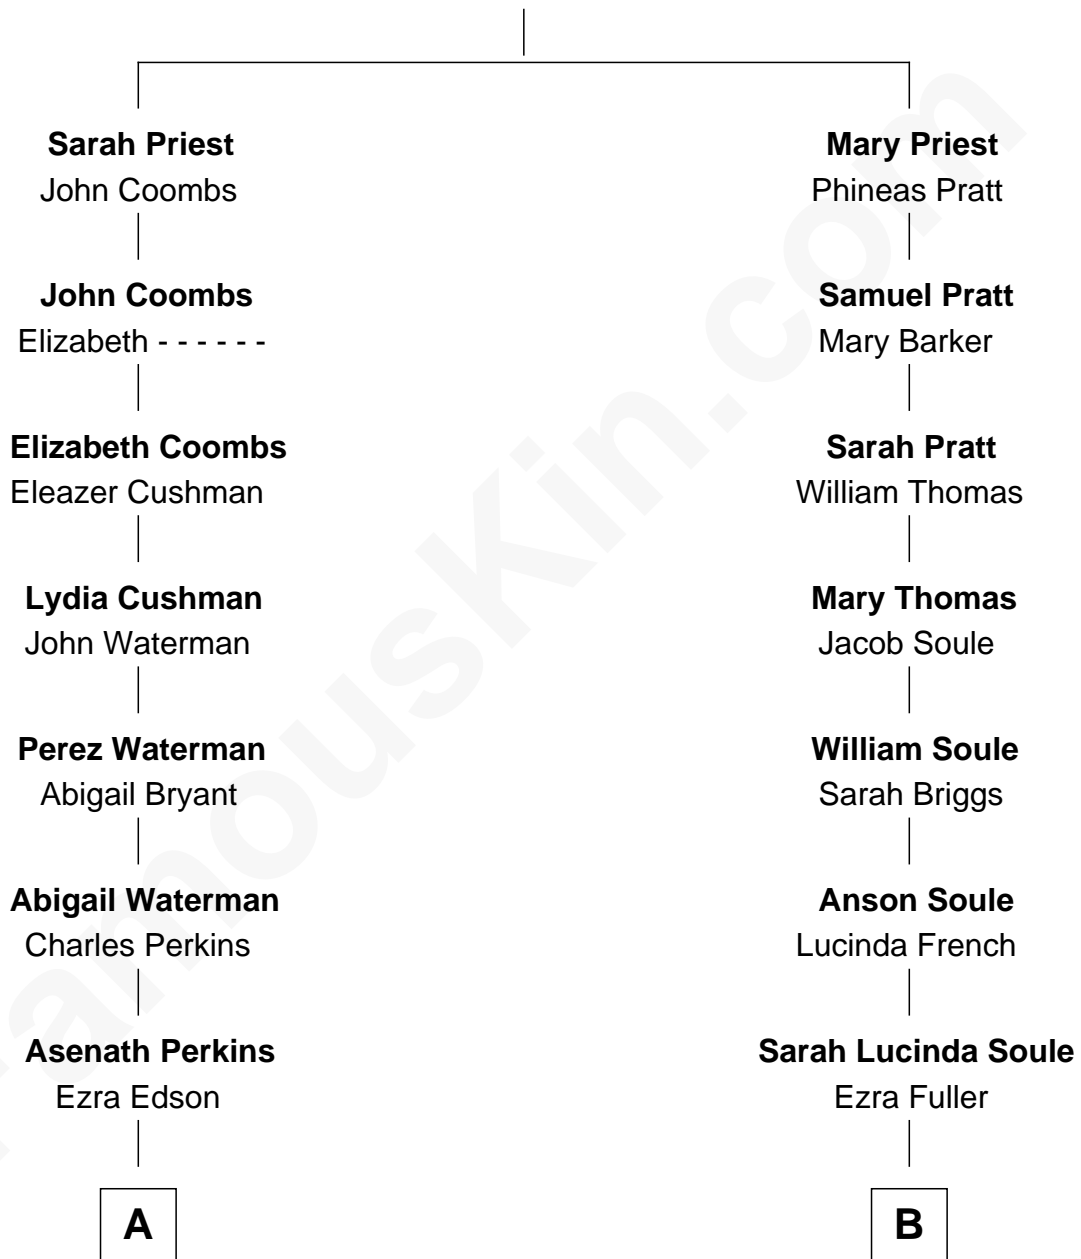 Sarah Priest
John Coombs
Mary Priest
Phineas Pratt
John Coombs
Elizabeth - - - - - -
Samuel Pratt
Mary Barker
Elizabeth Coombs
Eleazer Cushman
Sarah Pratt
William Thomas
Lydia Cushman
John Waterman
Mary Thomas
Jacob Soule
Perez Waterman
Abigail Bryant
William Soule
Sarah Briggs
Abigail Waterman
Charles Perkins
Anson Soule
Lucinda French
Asenath Perkins
Ezra Edson
Sarah Lucinda Soule
Ezra Fuller
A
B
FamousKin.com